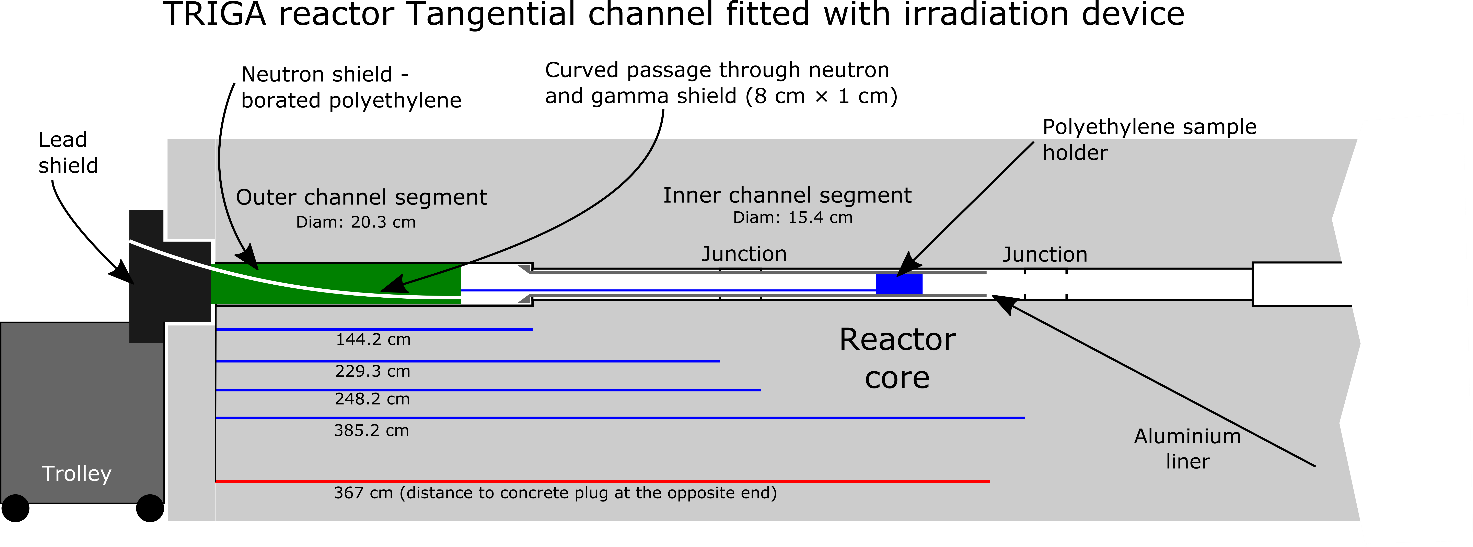 TRIGA reactor Tangential channel fitted with irradiation device
Neutron shield -
borated polyethylene
Curved passage through neutron
and gamma shield (8 cm × 1 cm)
Lead
shield
Polyethylene sample
holder
Outer channel segment
Diam: 20.3 cm
Inner channel segment
Diam: 15.4 cm
Junction
Junction
144.2 cm
229.3 cm
248.2 cm
385.2 cm
367 cm (distance to concrete plug at the opposite end)
Reactor
core
Aluminium
liner
Trolley